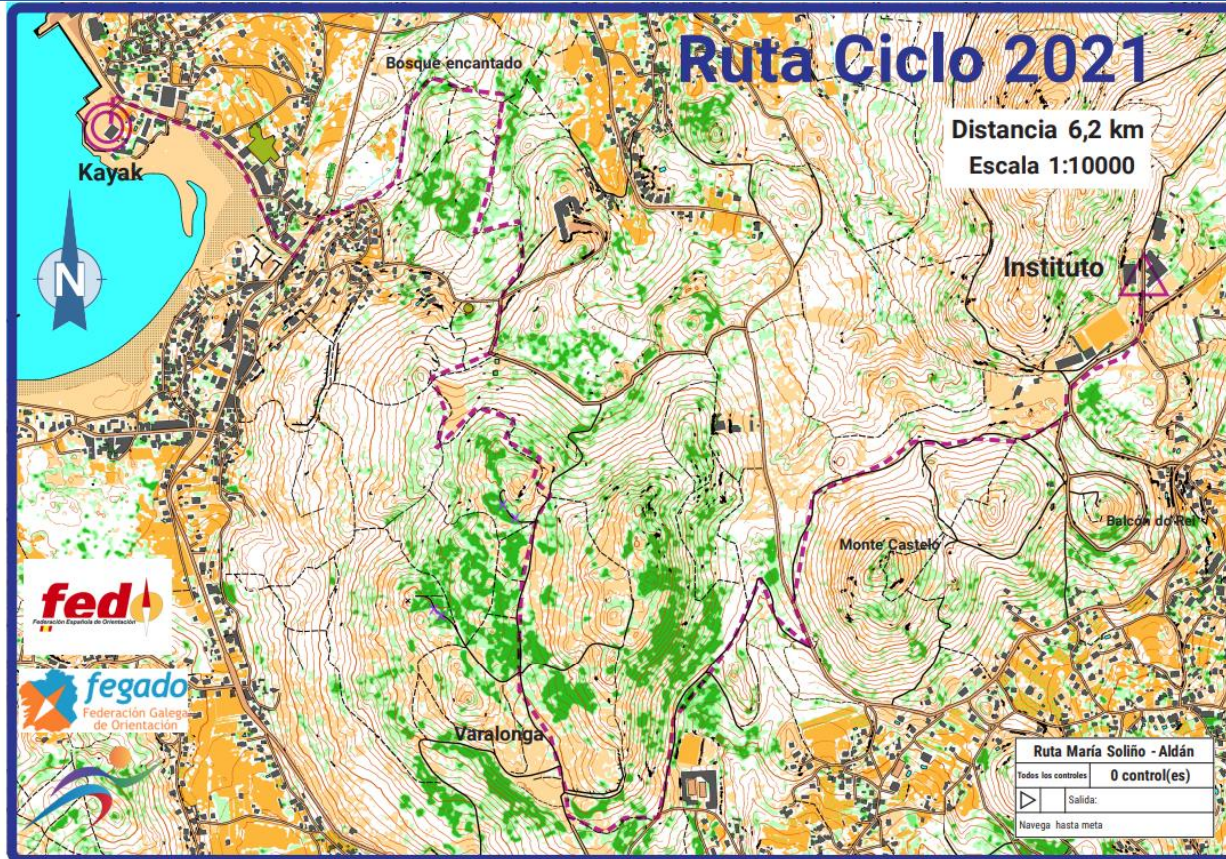 Ruta Ciclo 2021
Bosque encantado
Distancia 6,2 km
Escala 1:10000
Kayak
N
Instituto
Balcón do Rei
Monte Castelo
fedo
Federación Española de Orientación
fegado
Federación Galega
de Orientación
Varalonga
Ruta María Soliño - Aldán
Todos los controles 0 control(es)
Salida:
Navega hasta meta